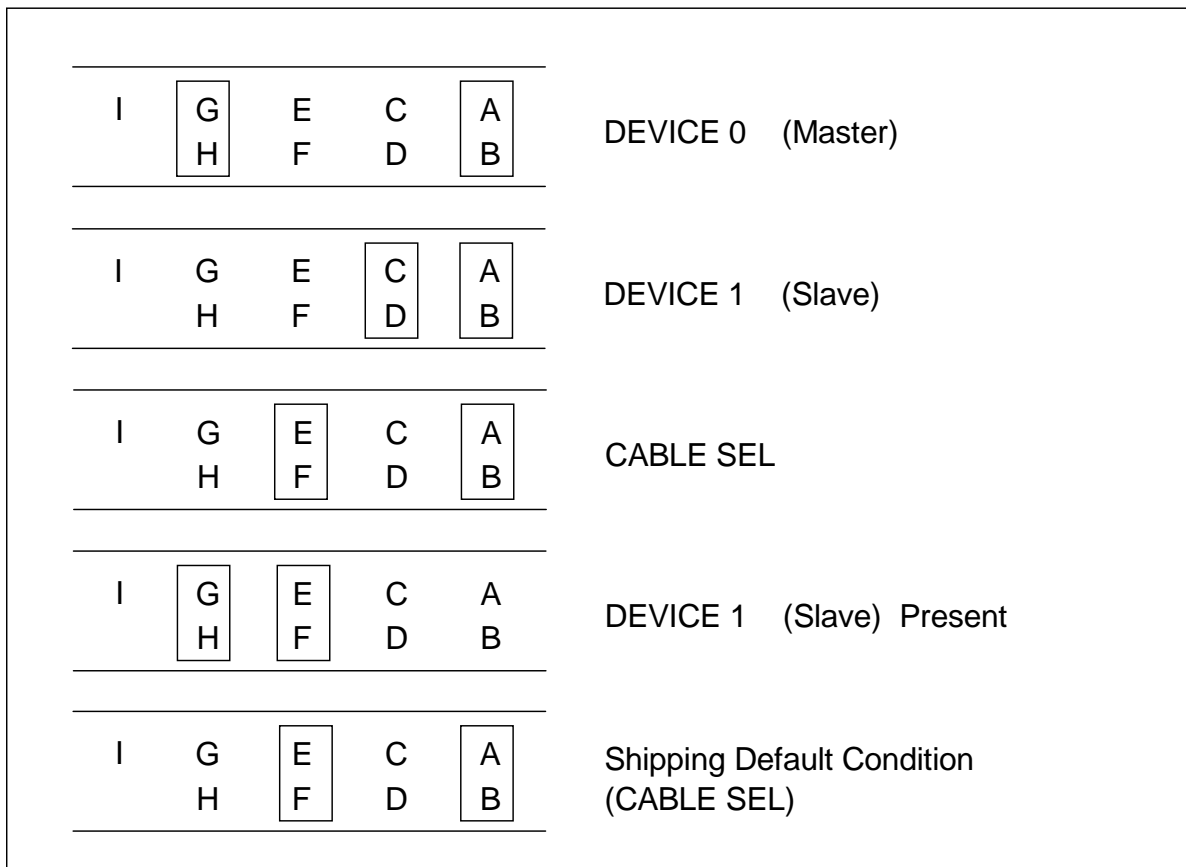 I G E C A
H F D B
DEVICE 0 (Master)
I G E C A
H F D B
DEVICE 1 (Slave)
I G E C A
H F D B
CABLE SEL
I G E C A
H F D B
DEVICE 1 (Slave) Present
I G E C A
H F D B
Shipping Default Condition
(CABLE SEL)